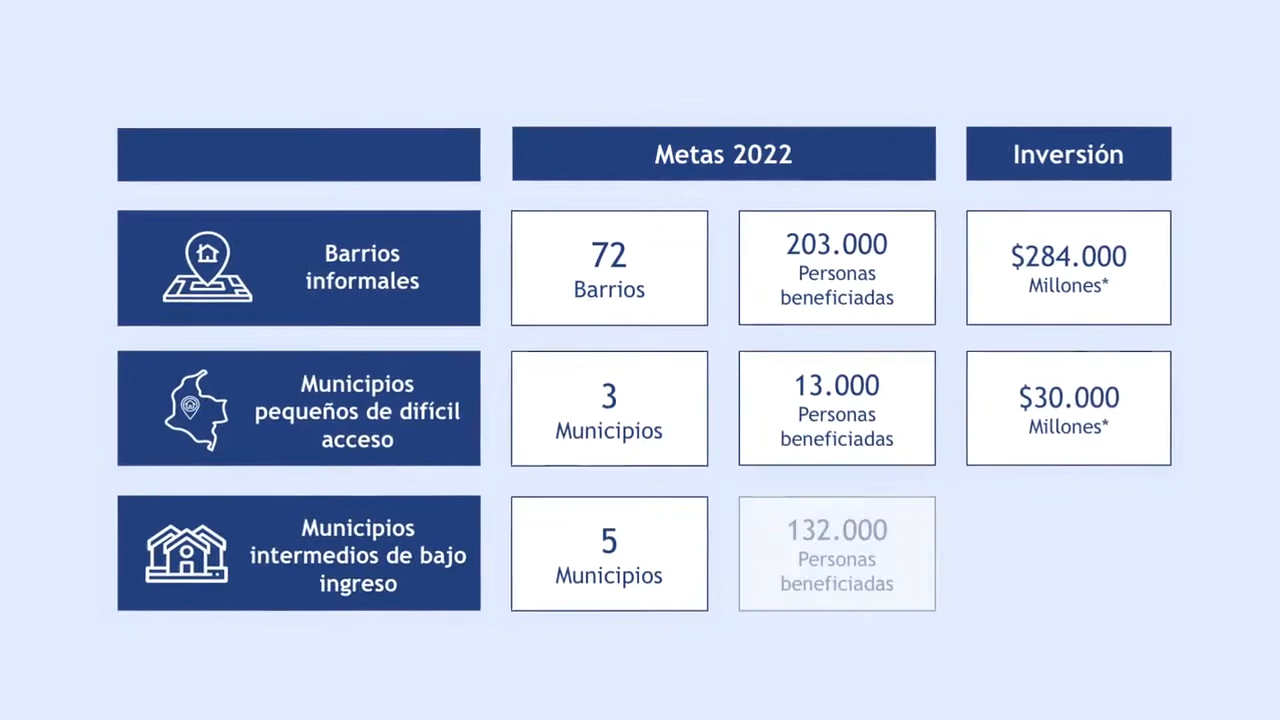 Metas 2022
Inversión
Barrios
informales
72
Barrios
203.000
Personas
beneficiadas
$284.000
Millones*
Municipios
pequeños de difícil
acceso
3
Municipios
13.000
Personas
beneficiadas
$30.000
Millones*
Municipios
intermedios de bajo
ingreso
5
Municipios
132.000
Personas
beneficiadas